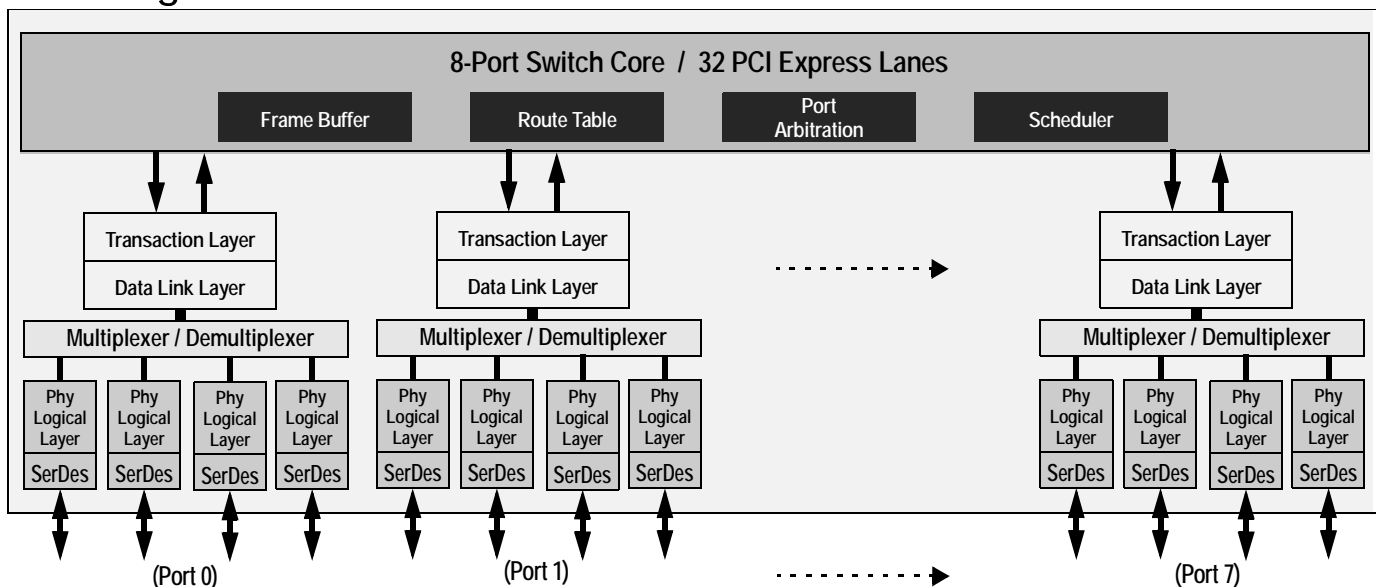 8-Port Switch Core / 32 PCI Express Lanes
Frame Buffer
Route Table
Port
Arbitration
Scheduler
Transaction Layer
Data Link Layer
Multiplexer / Demultiplexer
Transaction Layer
Data Link Layer
Multiplexer / Demultiplexer
Transaction Layer
Data Link Layer
Multiplexer / Demultiplexer
Phy
Logical
Layer
SerDes
Phy
Logical
Layer
SerDes
Phy
Logical
Layer
SerDes
Phy
Logical
Layer
SerDes
Phy
Logical
Layer
SerDes
Phy
Logical
Layer
SerDes
Phy
Logical
Layer
SerDes
Phy
Logical
Layer
SerDes
Phy
Logical
Layer
SerDes
Phy
Logical
Layer
SerDes
Phy
Logical
Layer
SerDes
Phy
Logical
Layer
SerDes
(Port 0)
(Port 1)
(Port 7)